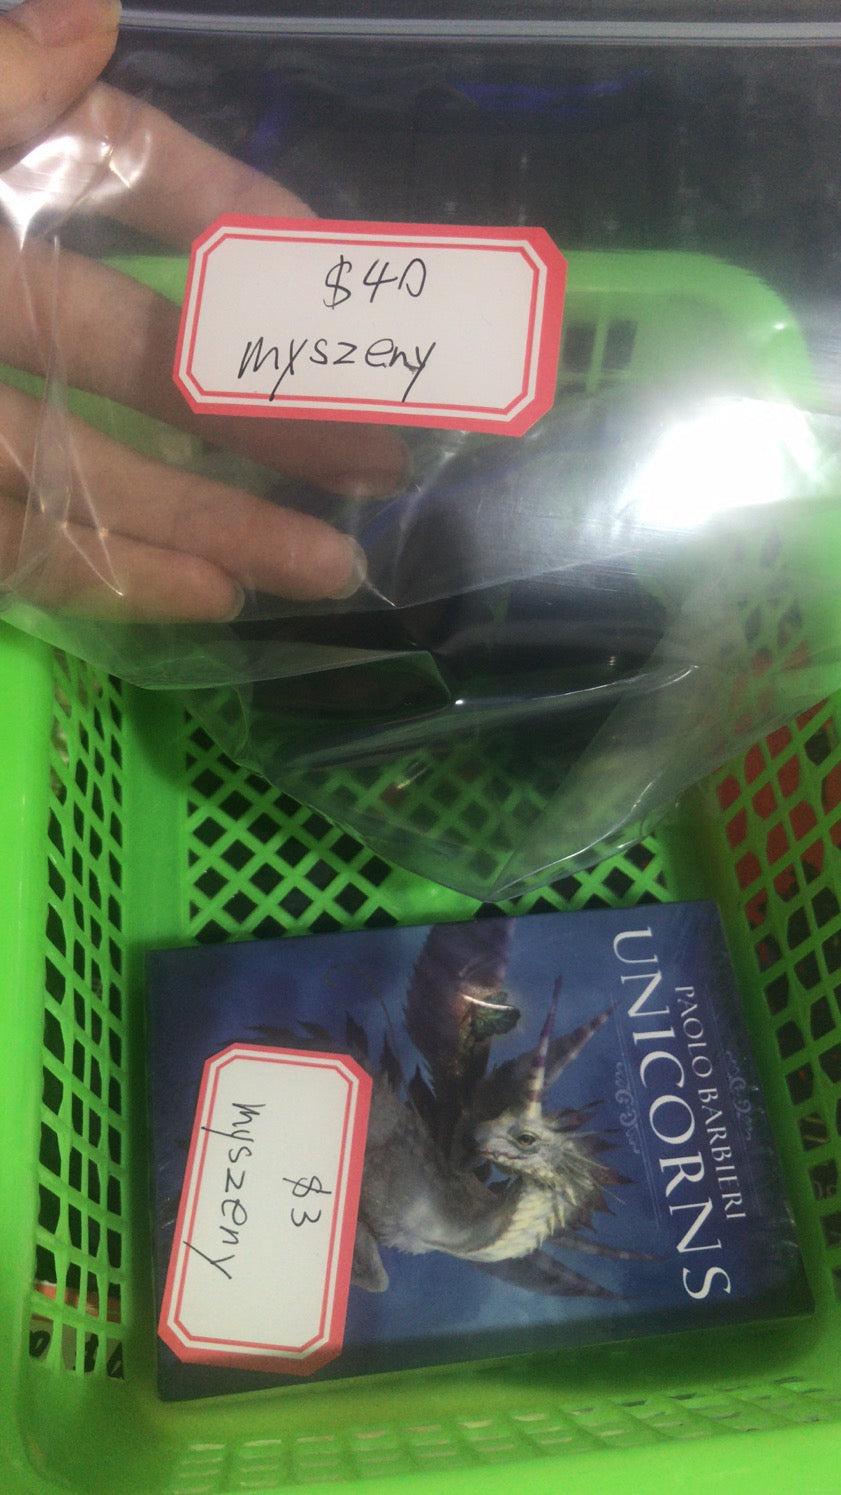 $40
myszeny
PAOLO BARBIERI
UNICORNS
$3
myszeny